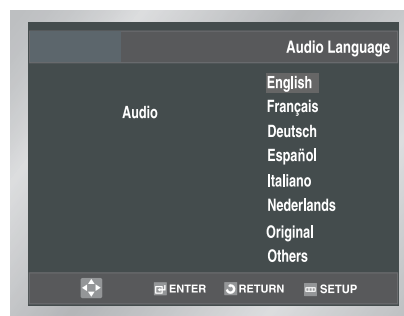 Audio Language
English
Audio
Français
Deutsch
Español
Italiano
Nederlands
Original
Others
ENTER RETURN SETUP